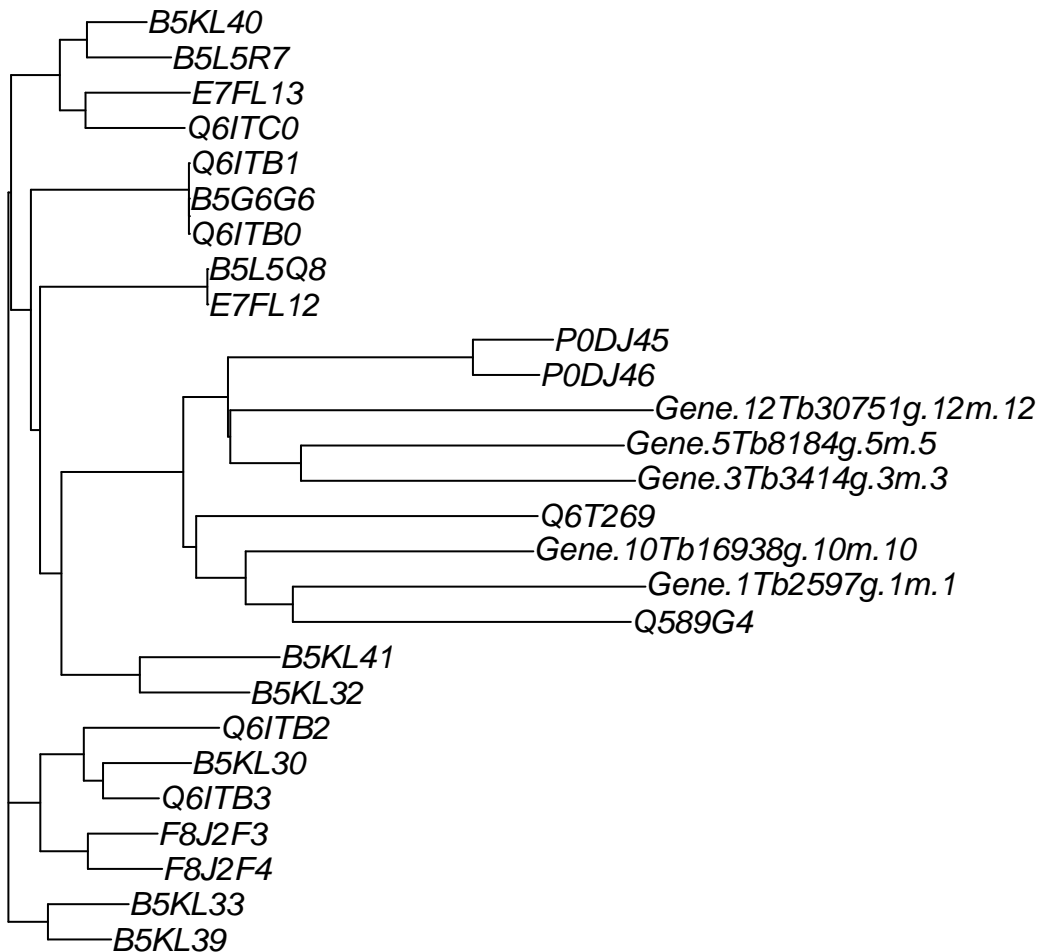 B5KL40
B5L5R7
E7FL13
Q6ITC0
Q6ITB1
B5G6G6
Q6ITB0
B5L5Q8
E7FL12
P0DJ45
P0DJ46
Gene.12Tb30751g.12m.12
Gene.5Tb8184g.5m.5
Gene.3Tb3414g.3m.3
Q6T269
Gene.10Tb16938g.10m.10
Gene.1Tb2597g.1m.1
Q589G4
B5KL41
B5KL32
Q6ITB2
B5KL30
Q6ITB3
F8J2F3
F8J2F4
B5KL33
B5KL39